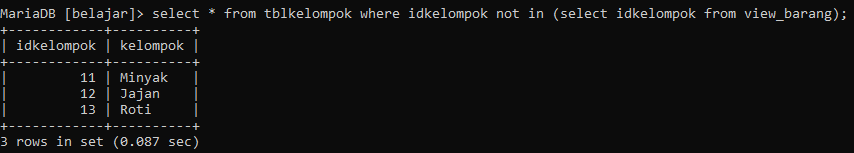 MariaDB [belajar]> select * from tblkelompok where idkelompok not in (select idkelompok from view_barang);
+------------+----------+
| idkelompok | kelompok |
+------------+----------+
|         11 | Minyak   |
|         12 | Jajan    |
|         13 | Roti     |
+------------+----------+
3 rows in set (0.087 sec)